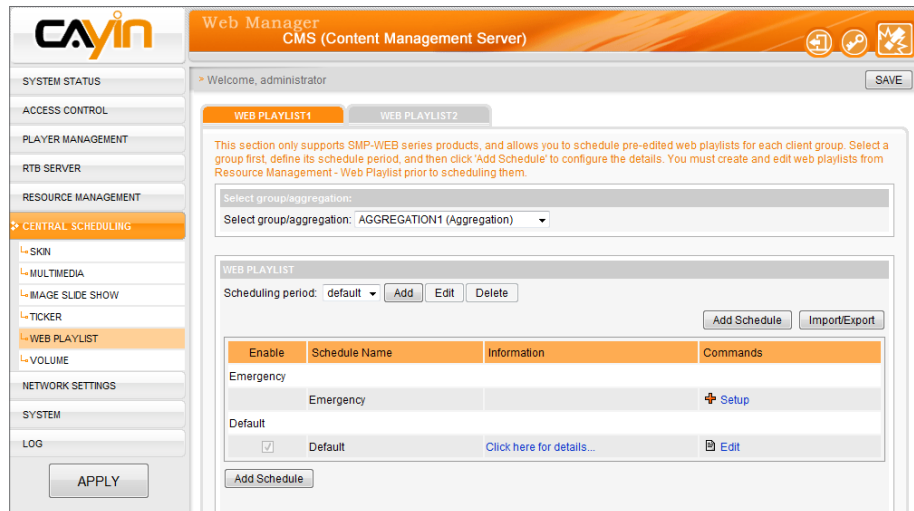 CAYIN
Web Manager
CMS (Content Management Server)
SYSTEM STATUS
ACCESS CONTROL
PLAYER MANAGEMENT
RTB SERVER
RESOURCE MANAGEMENT
CENTRAL SCHEDULING
SKIN
MULTIMEDIA
IMAGE SLIDE SHOW
TICKER
WEB PLAYLIST
VOLUME
NETWORK SETTINGS
SYSTEM
LOG
APPLY
> Welcome, administrator
SAVE
WEB PLAYLIST1 WEB PLAYLIST2
This section only supports SMP-WEB series products, and allows you to schedule pre-edited web playlists for each client group. Select a
group first, define its schedule period, and then click 'Add Schedule' to configure the details. You must create and edit web playlists from
Resource Management - Web Playlist prior to scheduling them.
Select group/aggregation:
Select group/aggregation: AGGREGATION1 (Aggregation)
WEB PLAYLIST
Scheduling period: default Add Edit Delete
Add Schedule Import/Export
Enable Schedule Name Information Commands
Emergency
Emergency Setup
Default
Default Click here for details... Edit
Add Schedule